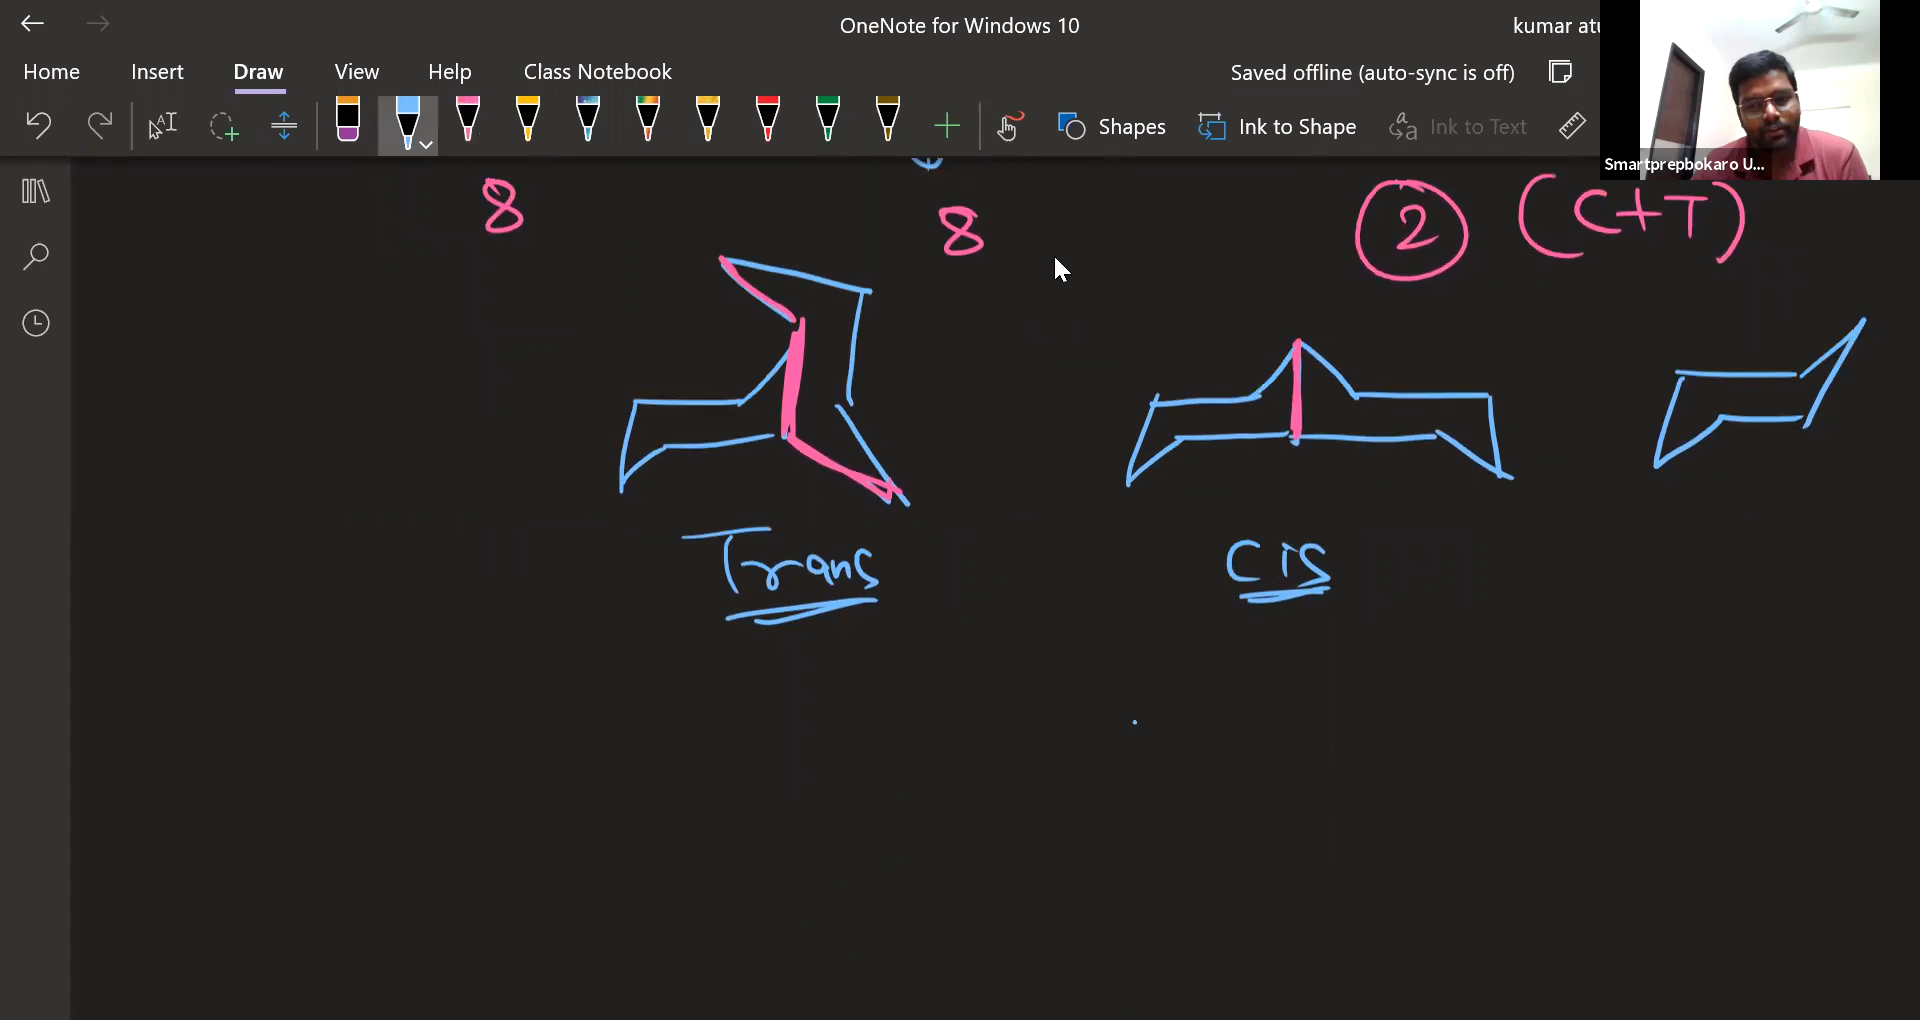 OneNote for Windows 10
kumar atu
Home Insert Draw View Help Class Notebook
Saved offline (auto-sync is off)
Shapes Ink to Shape Ink to Text
Smartprepbokaro U...
8
8
2 (C+T)
Trans
Cis